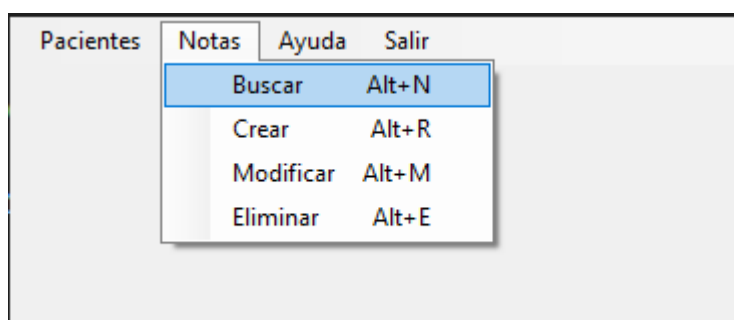 Pacientes Notas Ayuda Salir
Buscar Alt+N
Crear Alt+R
Modificar Alt+M
Eliminar Alt+E